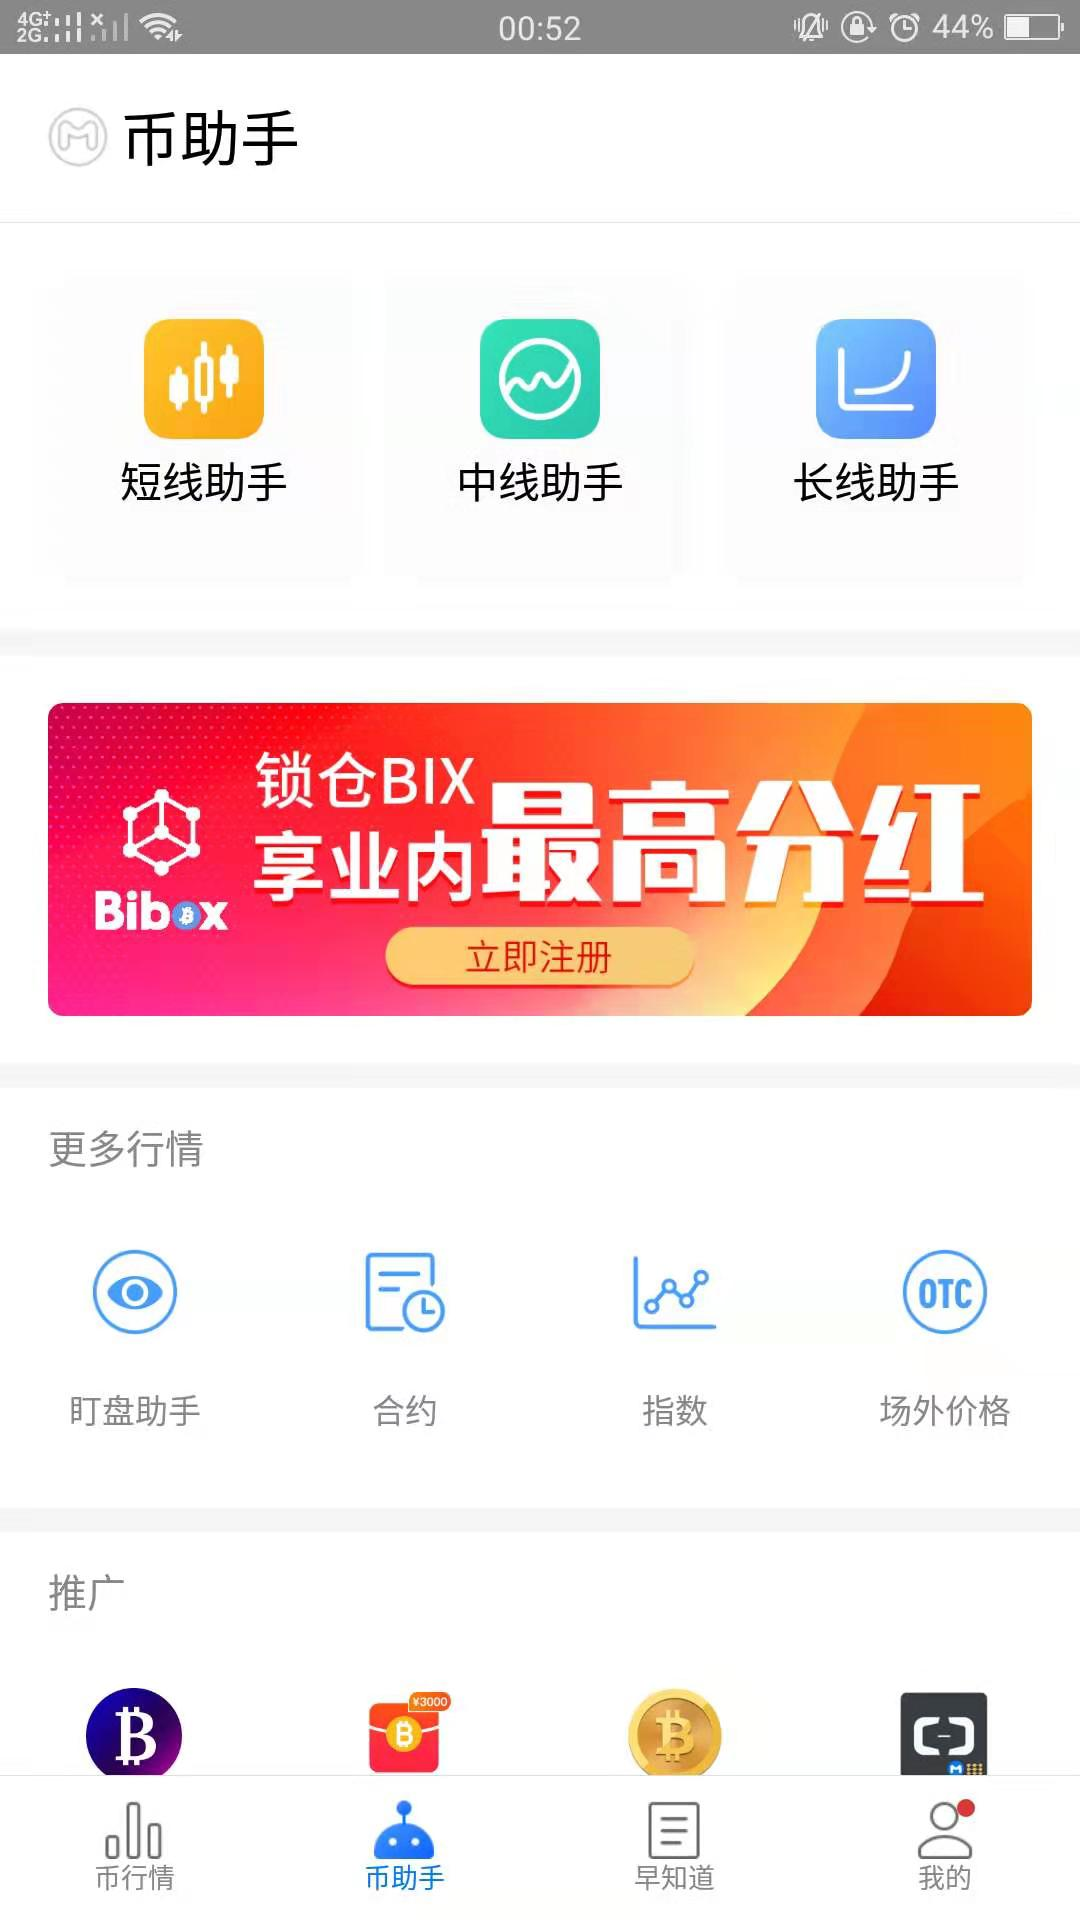 4G+
2G
00:52
44%
币助手
短线助手
中线助手
长线助手
锁仓BIX
享业内最高分红
Bibox
立即注册
更多行情
OTC
盯盘助手
合约
指数
场外价格
推广
¥3000
币行情
币助手
早知道
我的